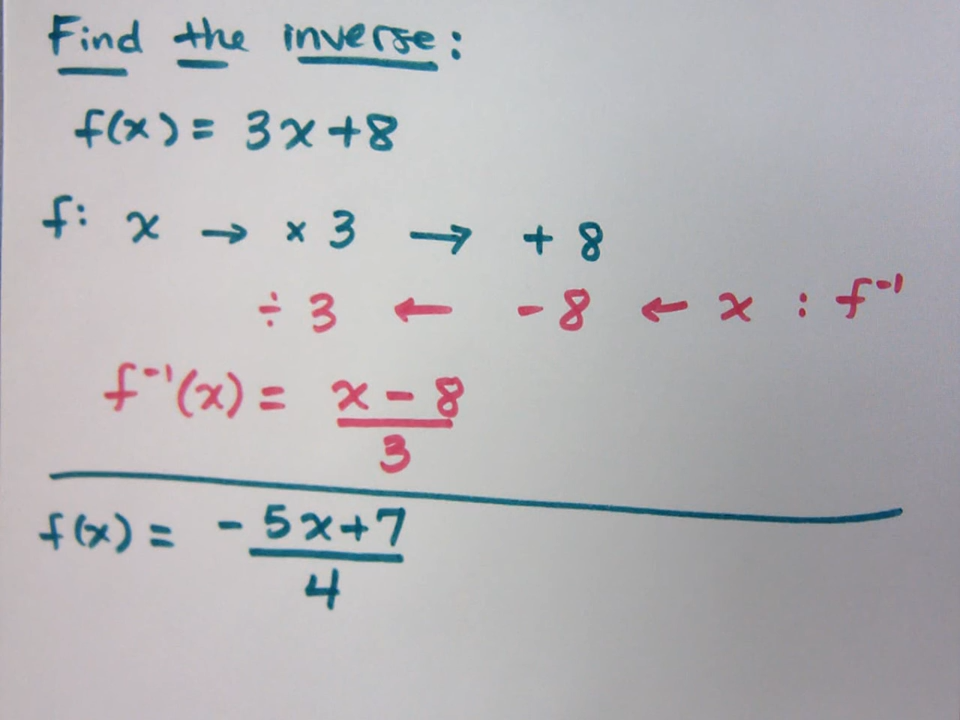 Find the inverse:
f(x) = 3x+8
f: x → × 3 → + 8
÷ 3 ← - 8 ← x : f⁻¹
f⁻¹(x) = x - 8
3
f(x) = - 5x+7
4